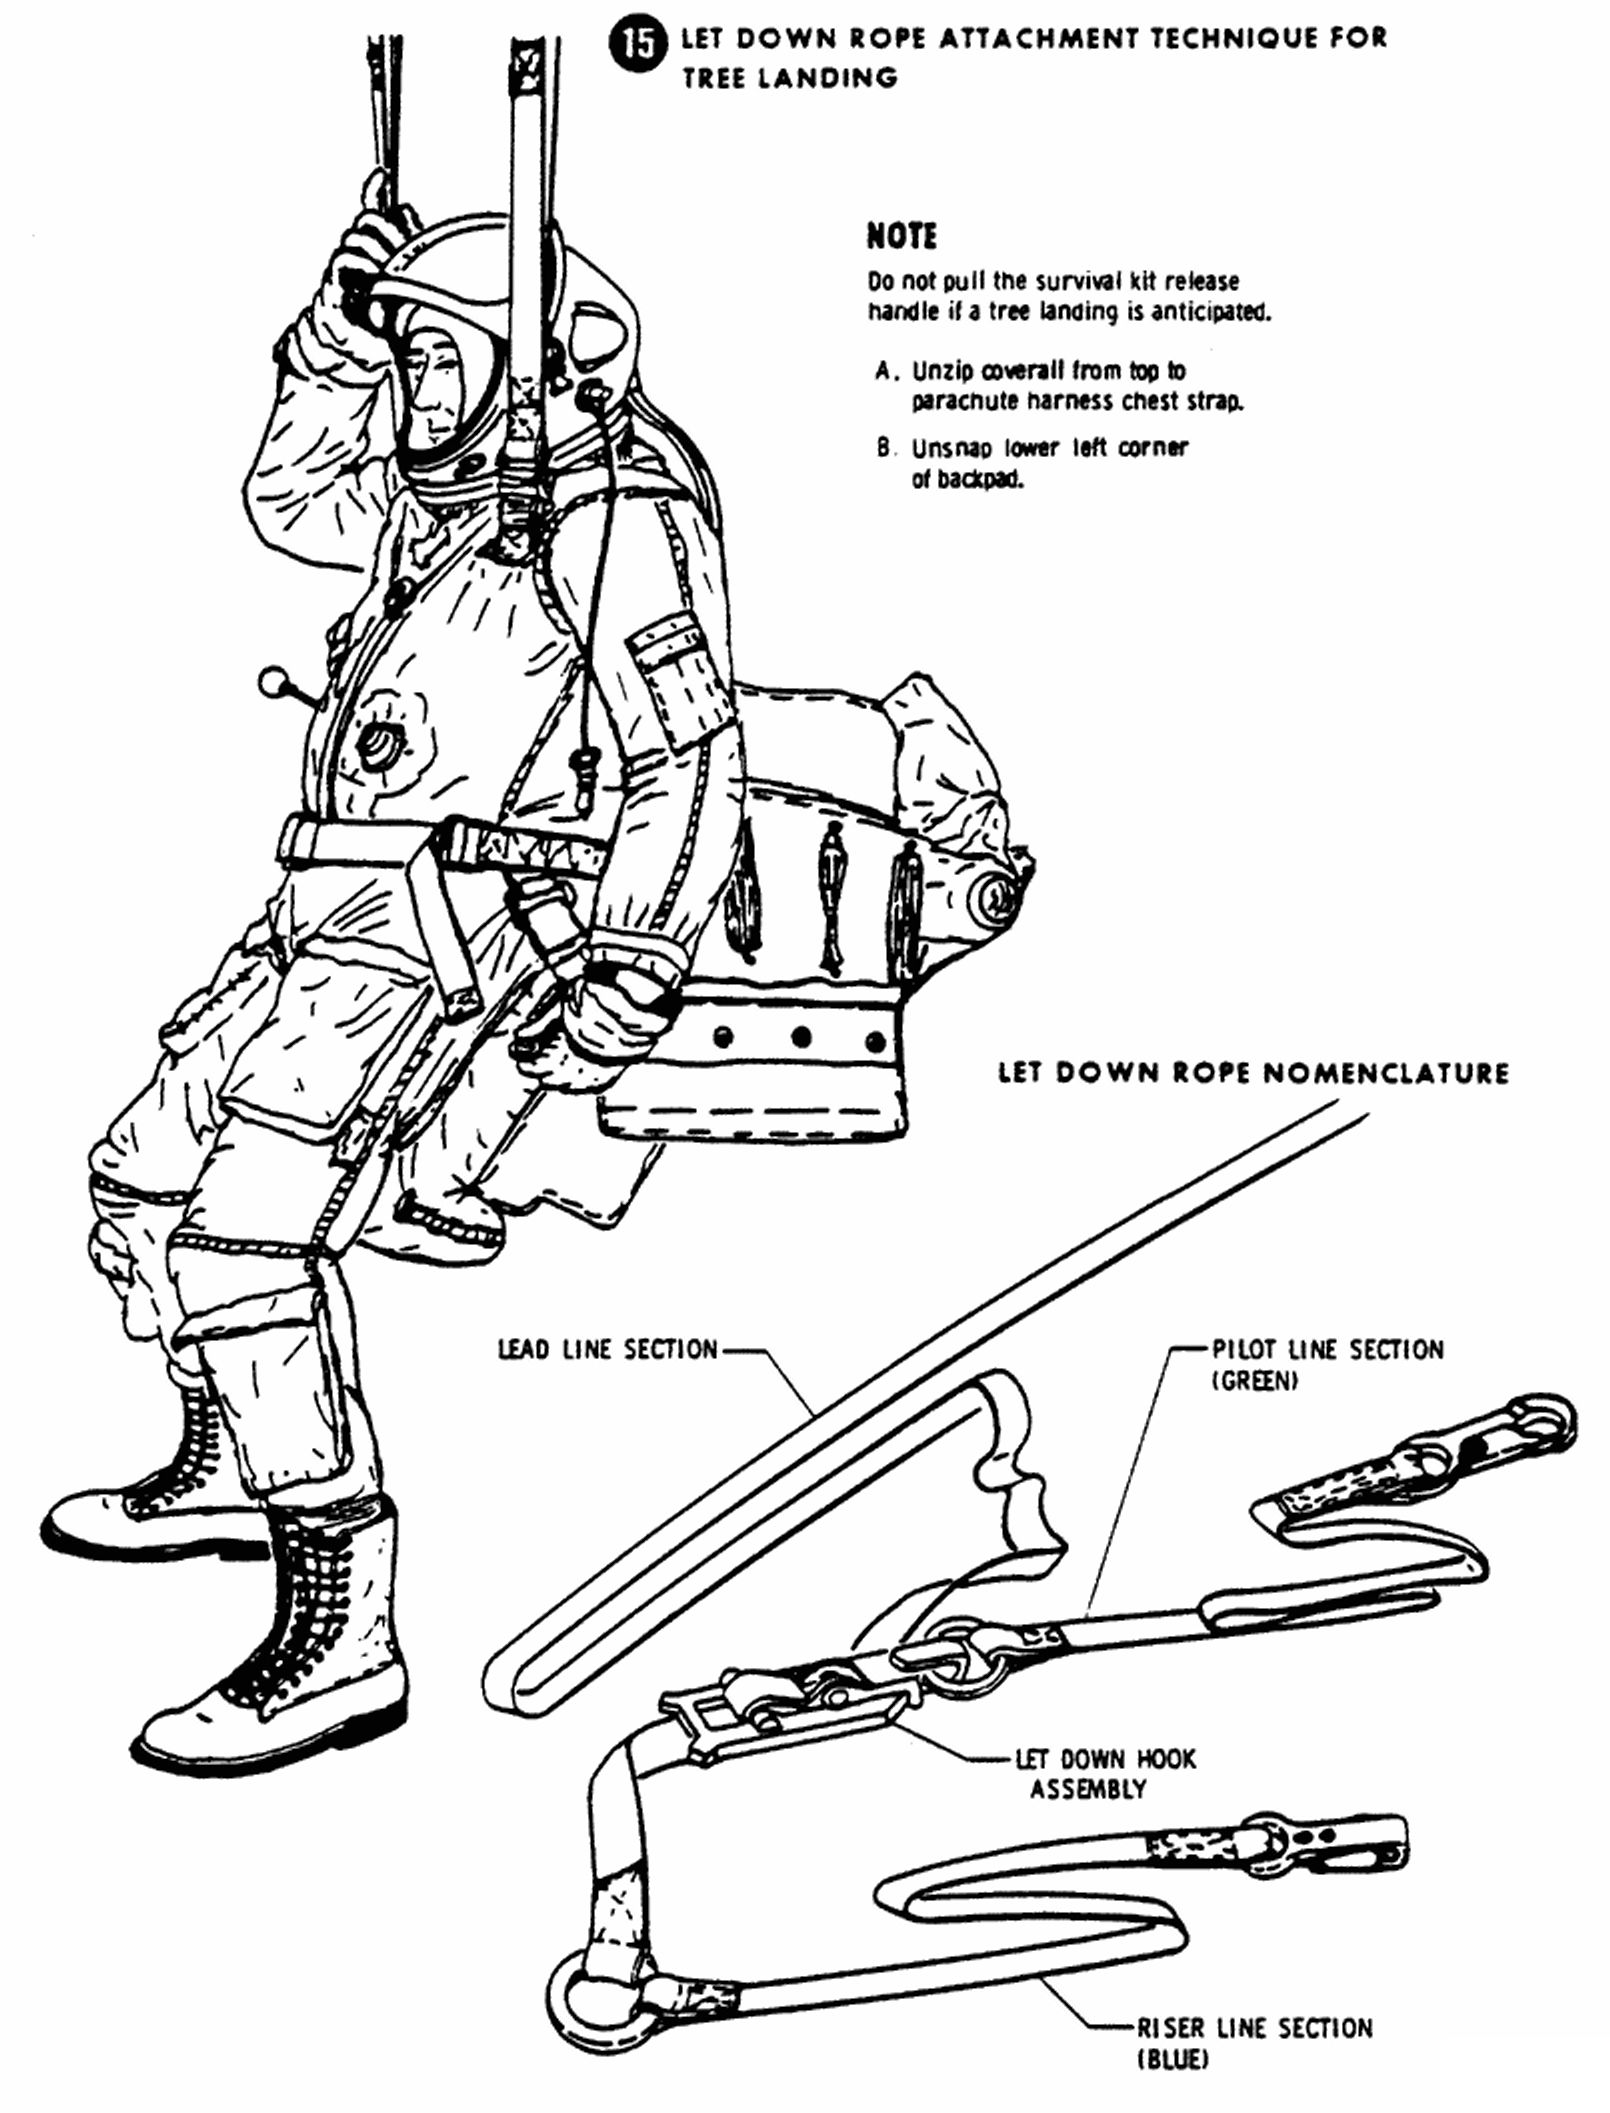 15 LET DOWN ROPE ATTACHMENT TECHNIQUE FOR
TREE LANDING
NOTE
Do not pull the survival kit release
handle if a tree landing is anticipated.
A. Unzip coverall from top to
parachute harness chest strap.
B. Unsnap lower left corner
of backpad.
LET DOWN ROPE NOMENCLATURE
LEAD LINE SECTION
PILOT LINE SECTION
(GREEN)
LET DOWN HOOK
ASSEMBLY
RISER LINE SECTION
(BLUE)